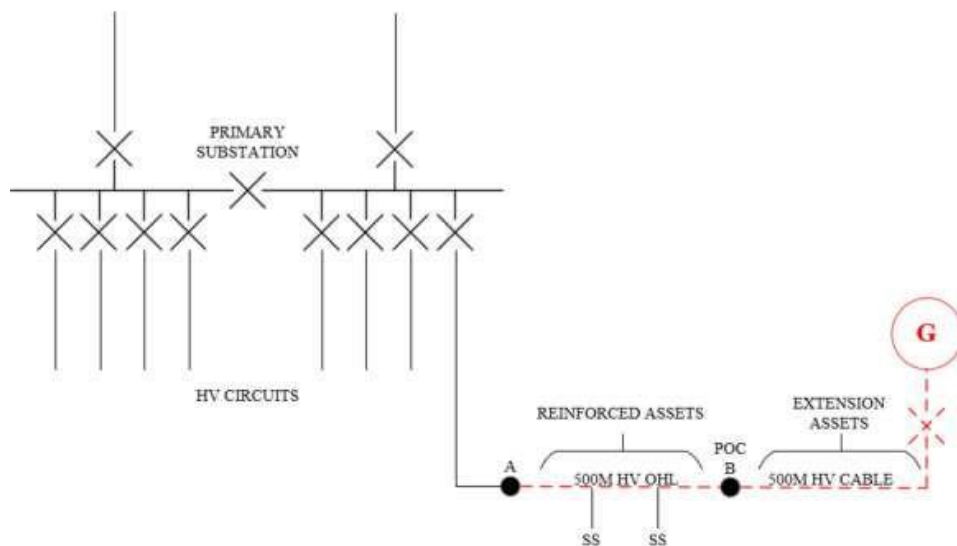 PRIMARY
SUBSTATION
HV CIRCUITS
G
REINFORCED ASSETS
EXTENSION
ASSETS
A
500M HV OHL
POC
B
500M HV CABLE
SS
SS